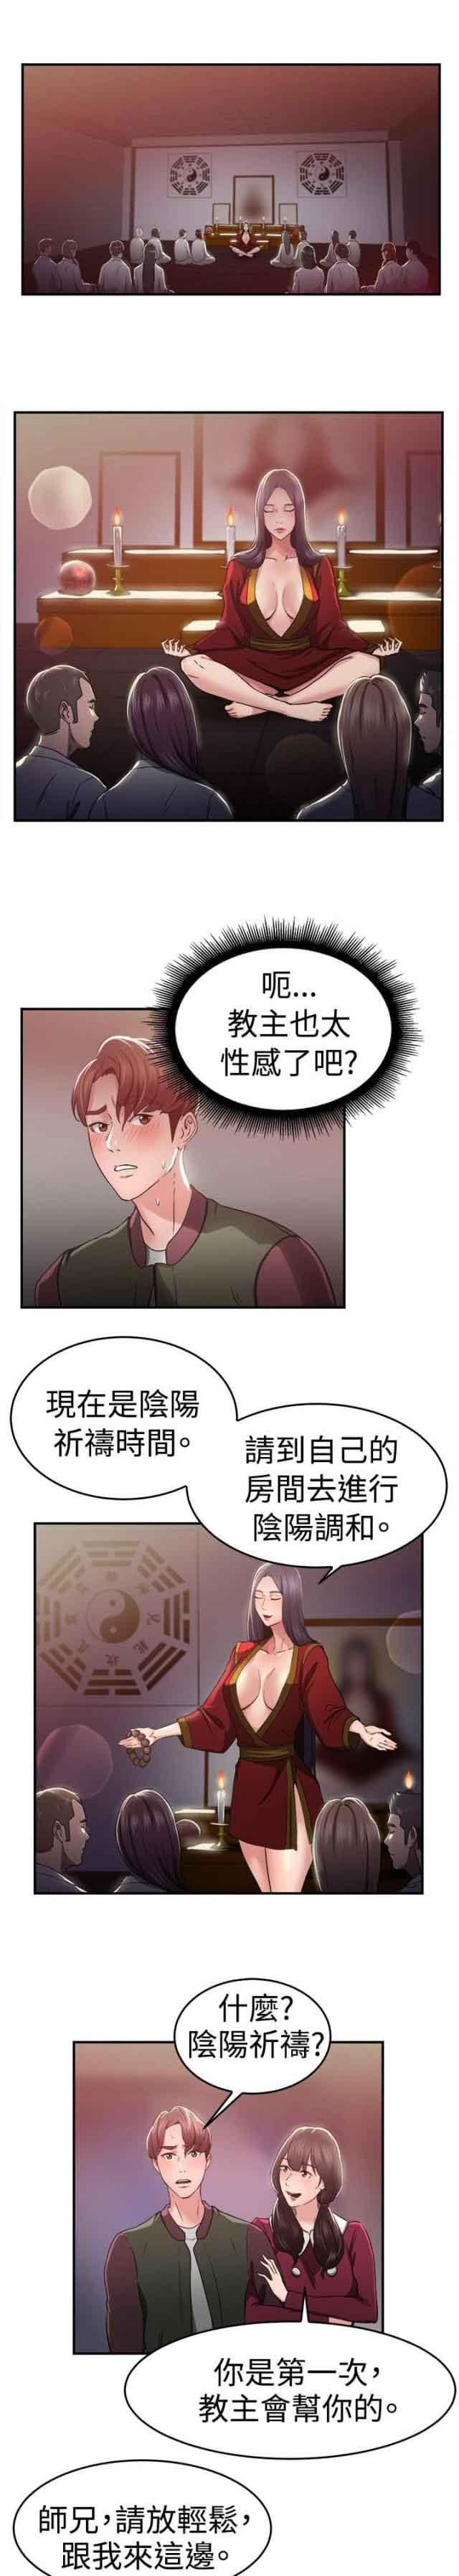 呃…
教主也太
性感了吧?
現在是陰陽
祈禱時間。
請到自己的
房間去進行
陰陽調和。
什麼?
陰陽祈禱?
你是第一次,
教主會幫你的。
師兄,請放輕鬆,
跟我來這邊。